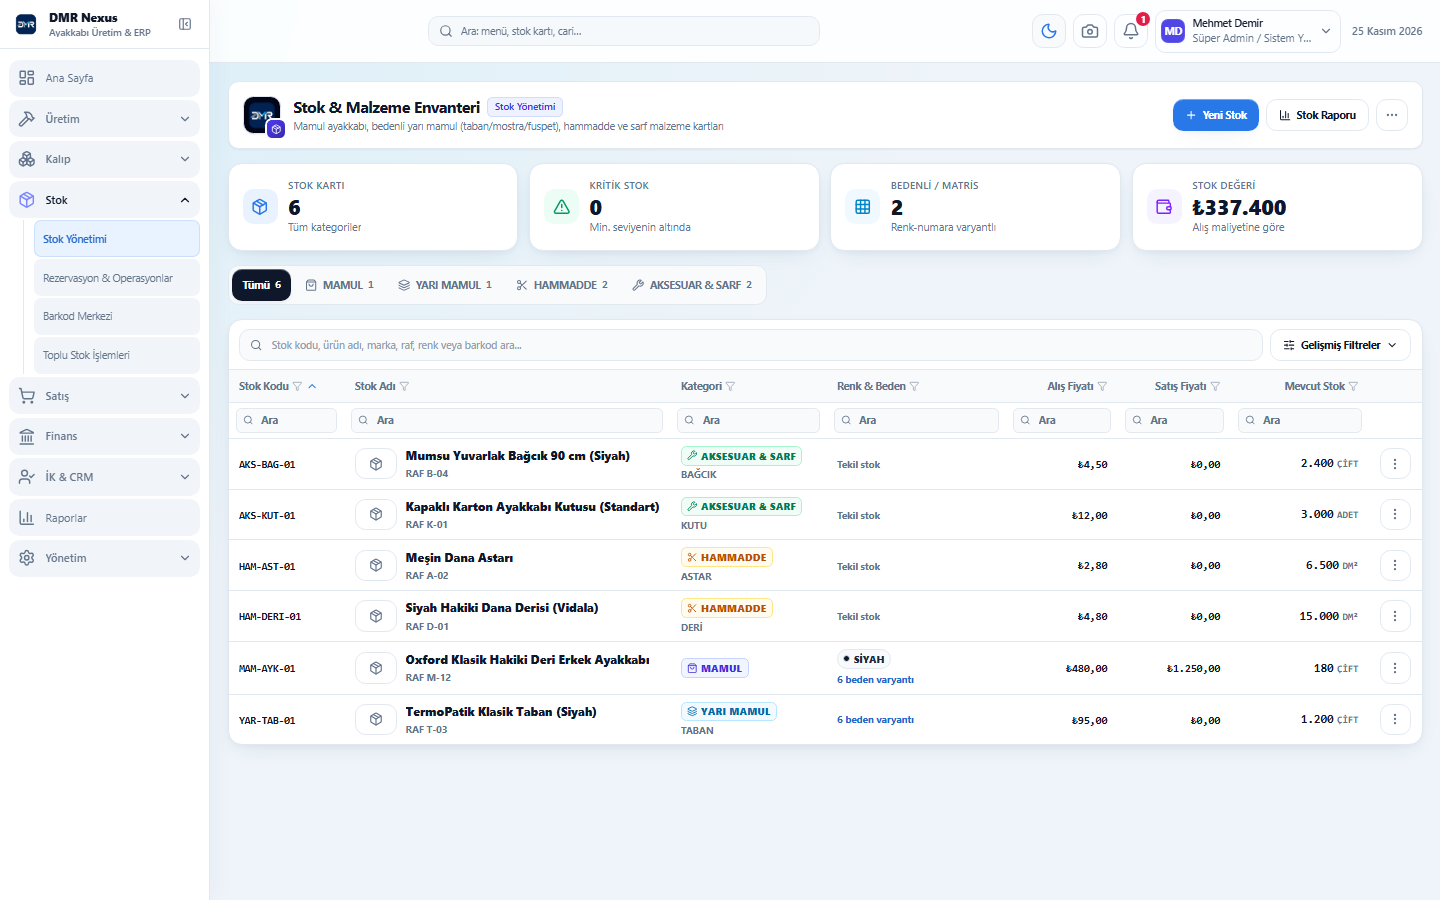 DMR Nexus
Ayakkabı Üretim & ERP
Ara: menü, stok kartı, cari...
1
MD
Mehmet Demir
Süper Admin / Sistem Y...
25 Kasım 2026
Ana Sayfa
Üretim
Kalıp
Stok
Stok Yönetimi
Rezervasyon & Operasyonlar
Barkod Merkezi
Toplu Stok İşlemleri
Satış
Finans
İK & CRM
Raporlar
Yönetim
DMR
Stok & Malzeme Envanteri
Stok Yönetimi
Mamul ayakkabı, bedenli yarı mamul (taban/mostra/fuspet), hammadde ve sarf malzeme kartları
Yeni Stok
Stok Raporu
STOK KARTI
6
Tüm kategoriler
KRİTİK STOK
0
Min. seviyenin altında
BEDENLİ / MATRİS
2
Renk-numara varyantlı
STOK DEĞERİ
₺337.400
Alış maliyetine göre
Tümü 6
MAMUL 1
YARI MAMUL 1
HAMMADDE 2
AKSESUAR & SARF 2
Stok kodu, ürün adı, marka, raf, renk veya barkod ara...
Gelişmiş Filtreler
Stok Kodu Stok Adı Kategori Renk & Beden Alış Fiyatı Satış Fiyatı Mevcut Stok
Ara Ara Ara Ara Ara Ara Ara
AKS-BAG-01 Mumsu Yuvarlak Bağcık 90 cm (Siyah) AKSESUAR & SARF Tekil stok ₺4,50 ₺0,00 2.400 ÇİFT
RAF B-04 BAĞCIK
AKS-KUT-01 Kapaklı Karton Ayakkabı Kutusu (Standart) AKSESUAR & SARF Tekil stok ₺12,00 ₺0,00 3.000 ADET
RAF K-01 KUTU
HAM-AST-01 Meşin Dana Astarı HAMMADDE Tekil stok ₺2,80 ₺0,00 6.500 DM²
RAF A-02 ASTAR
HAM-DERI-01 Siyah Hakiki Dana Derisi (Vidala) HAMMADDE Tekil stok ₺4,80 ₺0,00 15.000 DM²
RAF D-01 DERİ
MAM-AYK-01 Oxford Klasik Hakiki Deri Erkek Ayakkabı MAMUL SİYAH ₺480,00 ₺1.250,00 180 ÇİFT
RAF M-12 6 beden varyantı
YAR-TAB-01 TermoPatik Klasik Taban (Siyah) YARI MAMUL 6 beden varyantı ₺95,00 ₺0,00 1.200 ÇİFT
RAF T-03 TABAN